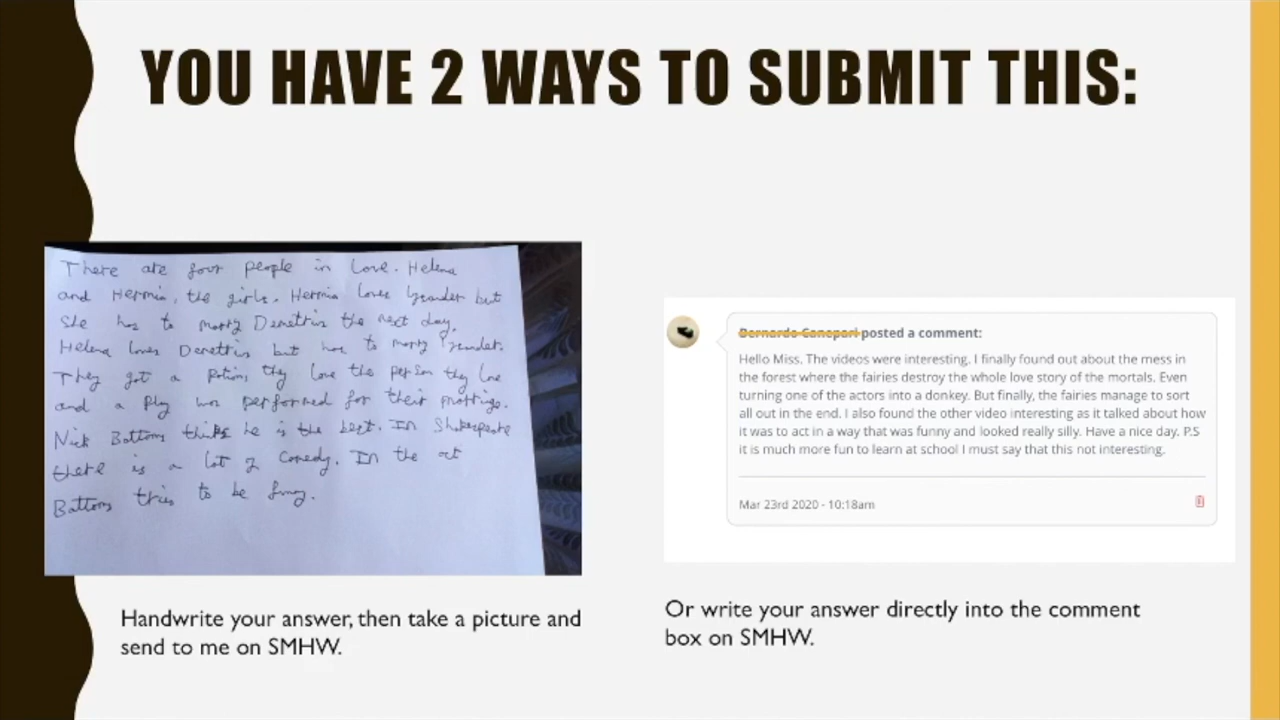 YOU HAVE 2 WAYS TO SUBMIT THIS:
There are four people in love. Helena
and Hermia, the girls. Hermia loves lysander but
She has to marry Demetrius the next day.
Helena loves Demetrius but has to marry lysander.
They got a Potion, they love the person they love
and a Play was performed for their
Nick Bottoms thinks he is the best. In Shakespeare
there is a lot of Comedy. In the act
Bottoms tries to be funny.
Handwrite your answer, then take a picture and
send to me on SMHW.
posted a comment:
Hello Miss. The videos were interesting. I finally found out about the mess in
the forest where the fairies destroy the whole love story of the mortals. Even
turning one of the actors into a donkey. But finally, the fairies manage to sort
all out in the end. I also found the other video interesting as it talked about how
it was to act in a way that was funny and looked really silly. Have a nice day. P.S
it is much more fun to learn at school I must say that this not interesting.
Mar 23rd 2020 - 10:18am
Or write your answer directly into the comment
box on SMHW.